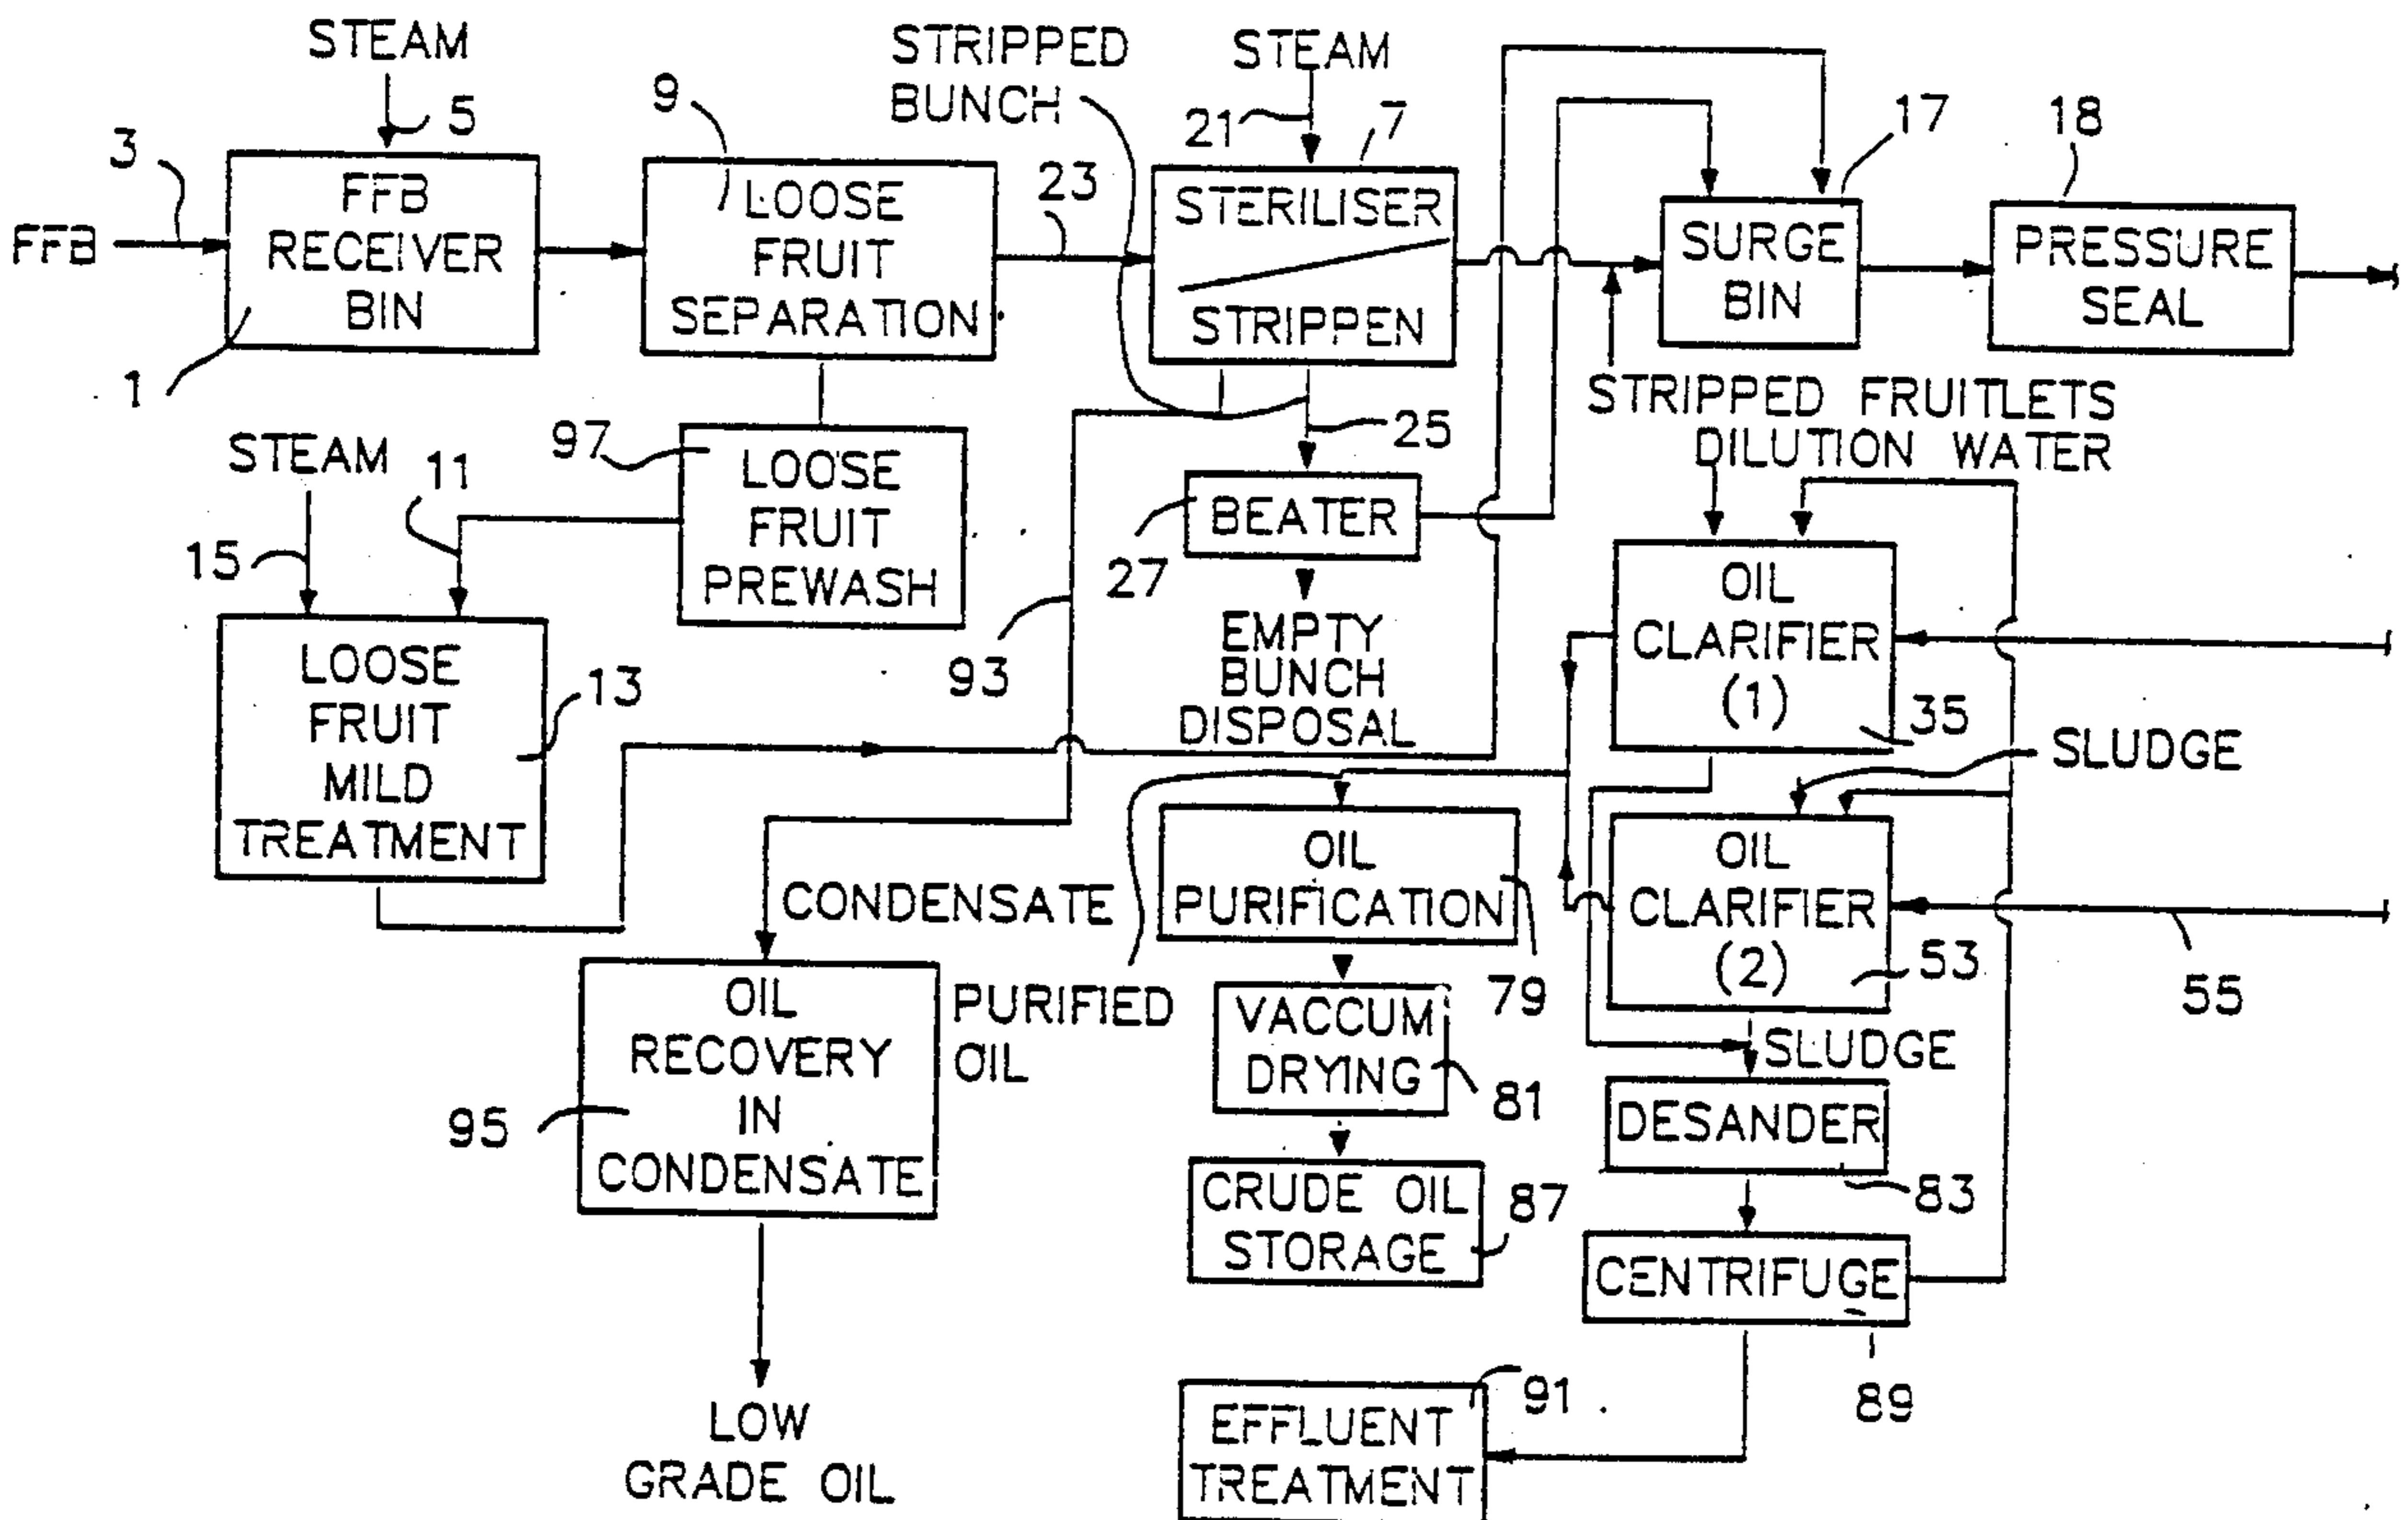 STEAM
STRIPPED
BUNCH
STEAM
9
5
21
7
17
18
3
FFB
FFB
RECEIVER
BIN
LOOSE
FRUIT
SEPARATION
23
STERILISER
STRIPPEN
SURGE
BIN
PRESSURE
SEAL
1
STRIPPED FRUITLETS
DILUTION WATER
25
STEAM
11
97
LOOSE
FRUIT
PREWASH
BEATER
27
15
EMPTY
BUNCH
DISPOSAL
93
OIL
CLARIFIER
(1)
35
LOOSE
FRUIT
MILD
TREATMENT
13
SLUDGE
OIL
PURIFICATION
79
OIL
CLARIFIER
(2)
53
55
CONDENSATE
PURIFIED
OIL
OIL
RECOVERY
IN
CONDENSATE
95
VACCUM
DRYING
81
SLUDGE
DESANDER
83
CRUDE OIL
STORAGE
87
CENTRIFUGE
89
LOW
GRADE OIL
EFFLUENT
TREATMENT
91